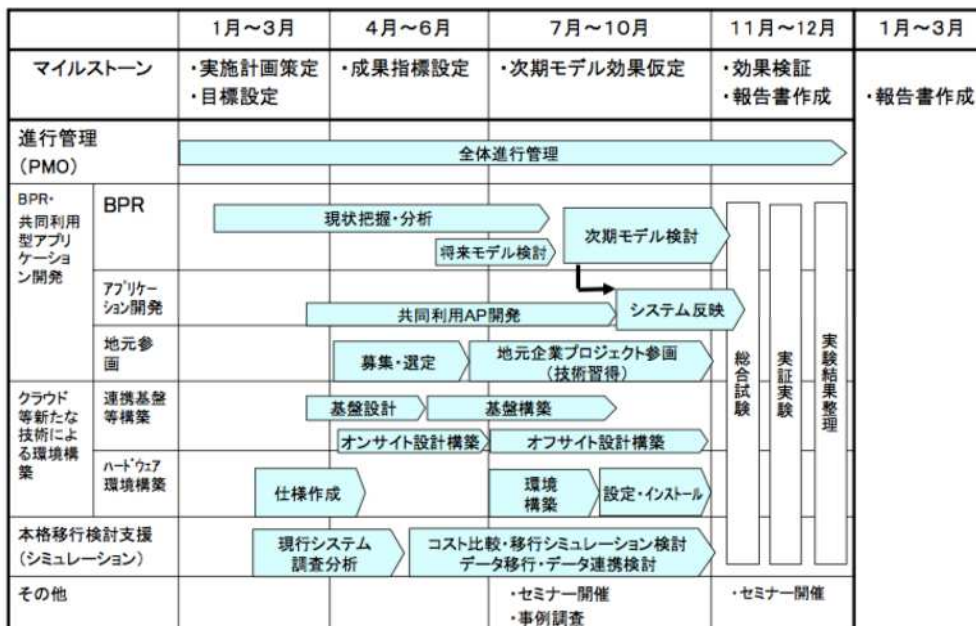 1月～3月
4月～6月
7月～10月
11月～12月
1月～3月
マイルストーン
・実施計画策定
・目標設定
・成果指標設定
・次期モデル効果仮定
・効果検証
・報告書作成
・報告書作成
進行管理
（PMO）
全体進行管理
BPR・
共同利用
型アプリ
ケーション
開発
BPR
現状把握・分析
将来モデル検討
次期モデル検討
アプリケー
ション開発
共同利用AP開発
システム反映
地元参
画
募集・選定
地元企業プロジェクト参画
（技術習得）
クラウド
等新たな
技術によ
る環境構
築
連携基盤
等構築
基盤設計
基盤構築
オンサイト設計構築
オフサイト設計構築
ハードウェア
環境構築
仕様作成
環境
構築
設定・インストール
本格移行検討支援
（シミュレーション）
現行システム
調査分析
コスト比較・移行シミュレーション検討
データ移行・データ連携検討
総合試験
実証実験
実験結果整理
その他
・セミナー開催
・事例調査
・セミナー開催